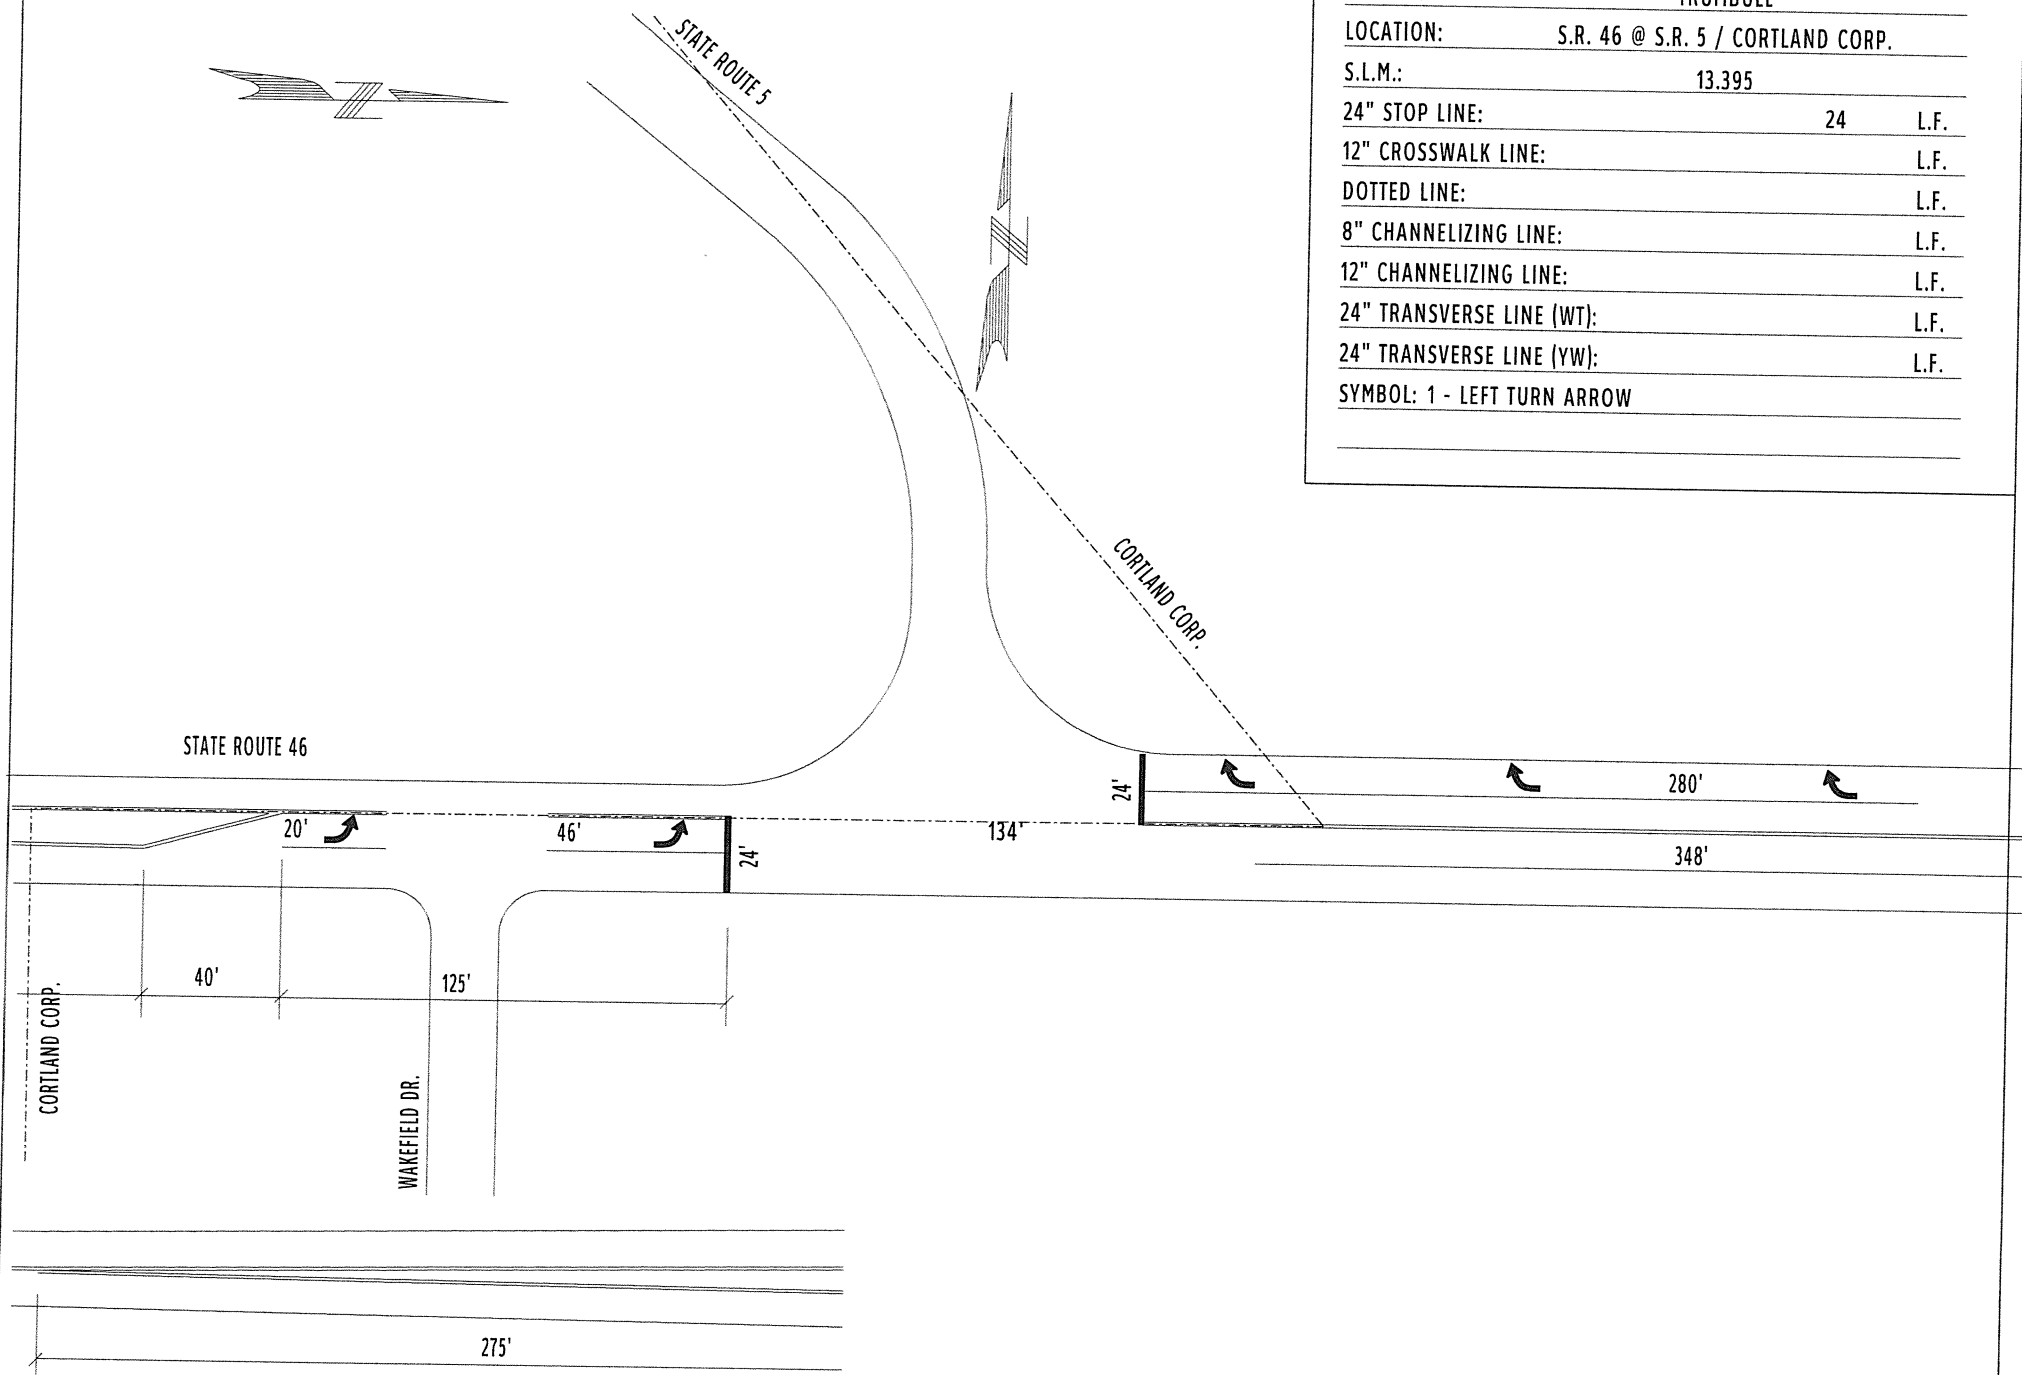 LOCATION: S.R. 46 @ S.R. 5 / CORTLAND CORP.
S.L.M.: 13.395
24" STOP LINE: 24 L.F.
12" CROSSWALK LINE: L.F.
DOTTED LINE: L.F.
8" CHANNELIZING LINE: L.F.
12" CHANNELIZING LINE: L.F.
24" TRANSVERSE LINE (WT): L.F.
24" TRANSVERSE LINE (YW): L.F.
SYMBOL: 1 - LEFT TURN ARROW
STATE ROUTE 5
CORTLAND CORP.
STATE ROUTE 46
20'
46'
24'
134'
24'
280'
348'
40'
125'
CORTLAND CORP.
WAKEFIELD DR.
275'